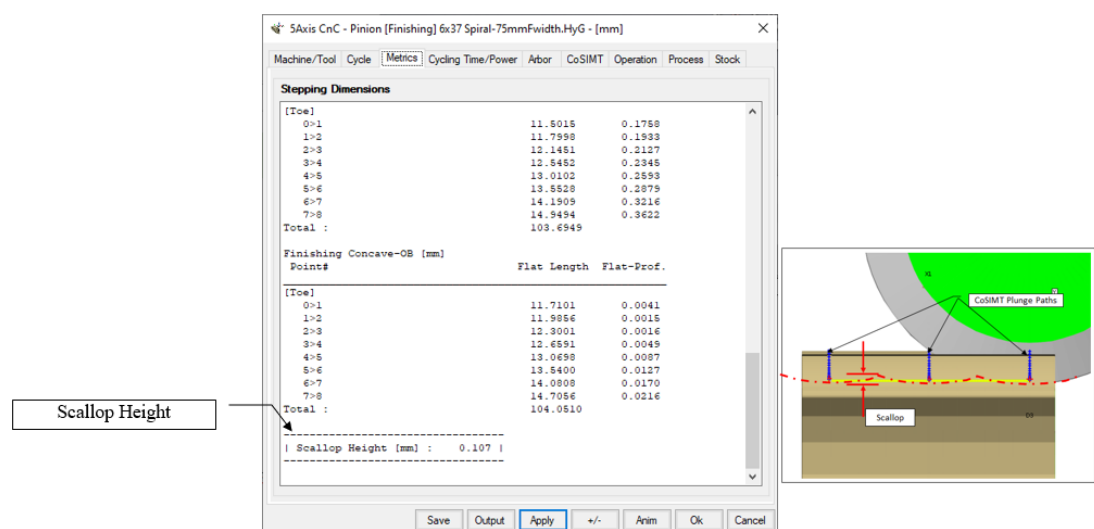 5Axis CnC - Pinion [Finishing] 6x37 Spiral-75mmFwidth.HyG - [mm]
Machine/Tool Cycle Metrics Cycling Time/Power Arbor CoSIMT Operation Process Stock
Stepping Dimensions
[Toe]
0>1 11.5015 0.1758
1>2 11.7998 0.1933
2>3 12.1451 0.2127
3>4 12.5452 0.2345
4>5 13.0102 0.2593
5>6 13.5528 0.2879
6>7 14.1909 0.3216
7>8 14.9494 0.3622
Total : 103.6949
Finishing Concave-OB [mm]
Point# Flat Length Flat-Prof.
[Toe]
0>1 11.7101 0.0041
1>2 11.9856 0.0015
2>3 12.3001 0.0016
3>4 12.6591 0.0049
4>5 13.0698 0.0087
5>6 13.5400 0.0127
6>7 14.0808 0.0170
7>8 14.7056 0.0216
Total : 104.0510
| Scallop Height [mm] : 0.107 |
Save Output Apply +/- Anim Ok Cancel
Scallop Height
X1
Y
CoSIMT Plunge Paths
Scallop